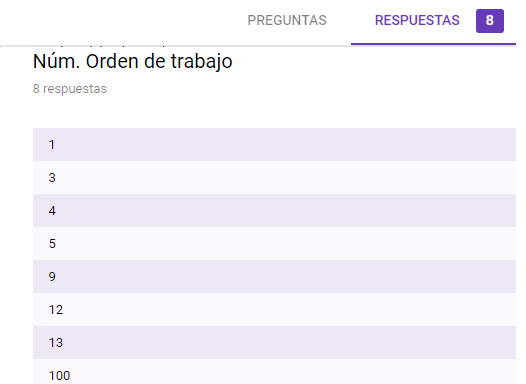 PREGUNTAS RESPUESTAS 8
Núm. Orden de trabajo
8 respuestas
1
3
4
5
9
12
13
100